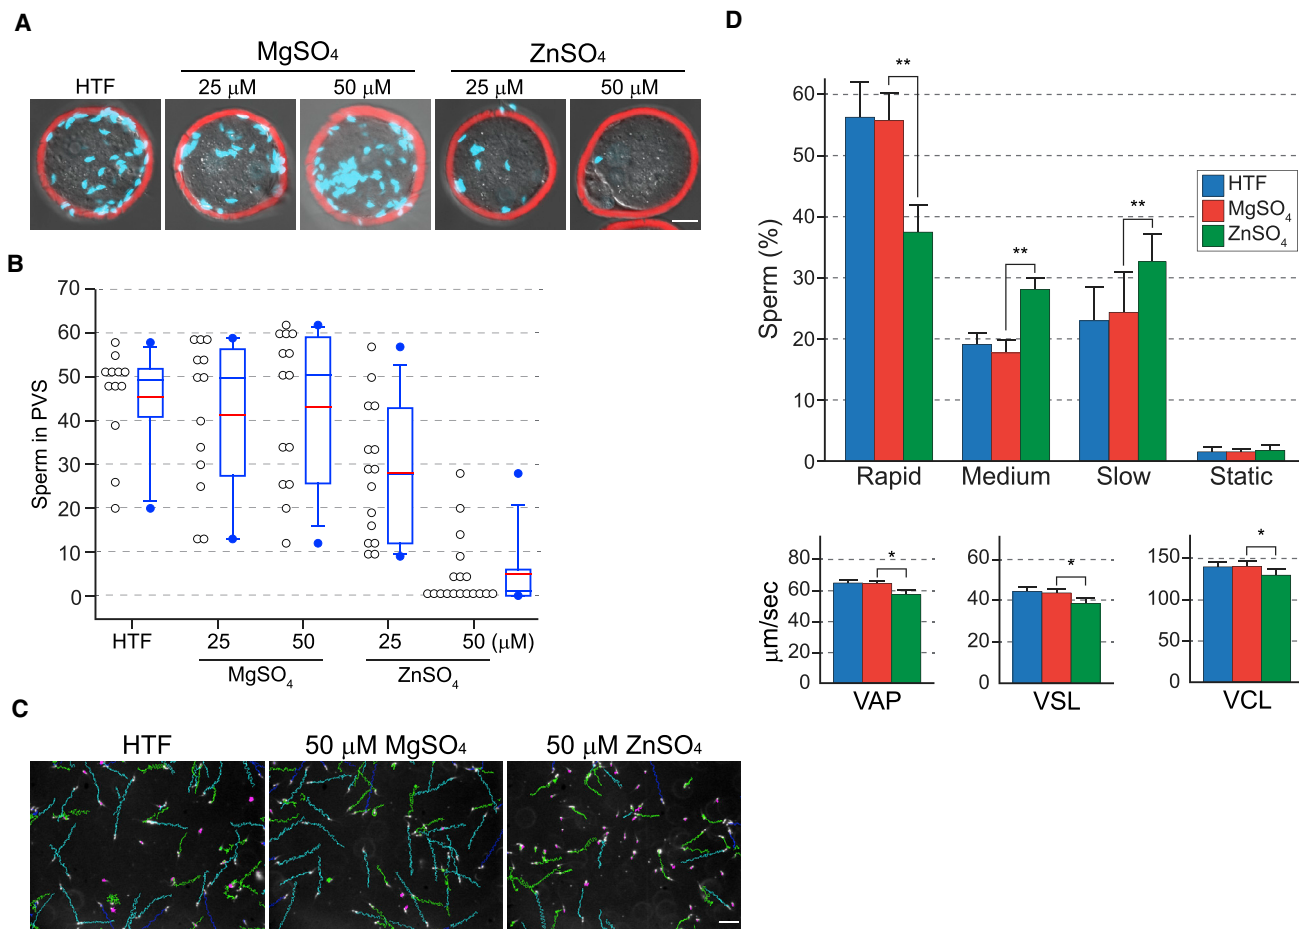 A
MgSO4 ZnSO4
HTF 25 μM 50 μM 25 μM 50 μM
B
70
60
50
40
30
20
10
0
Sperm in PVS
HTF 25 50 25 50 (μM)
MgSO4 ZnSO4
C
HTF 50 μM MgSO4 50 μM ZnSO4
D
60
50
40
30
20
10
0
Sperm (%)
** ** **
HTF
MgSO4
ZnSO4
Rapid Medium Slow Static
μm/sec
80
60
40
20
0
*
VAP
60
40
20
0
*
VSL
150
100
50
0
*
VCL